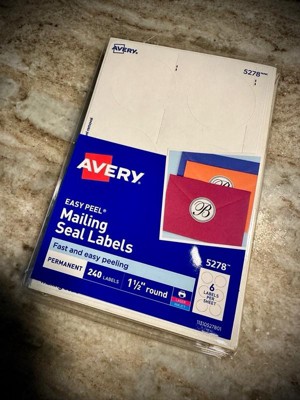 AVERY
5278
AVERY
EASY PEEL®
Mailing
Seal Labels
Fast and easy peeling
PERMANENT
240 LABELS
1½" round
B
5278™
6
LABELS
PER
SHEET